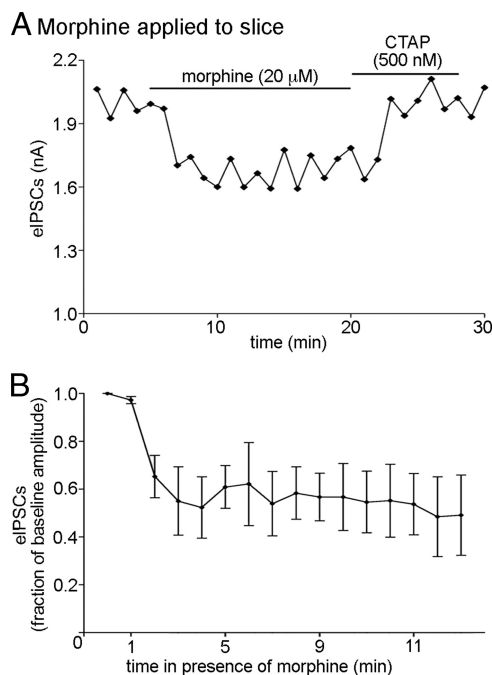 A Morphine applied to slice
CTAP
(500 nM)
morphine (20 μM)
2.2
1.9
1.6
1.3
1.0
eIPSCs (nA)
0
10
20
30
time (min)
B
1.0
0.8
0.6
0.4
0.2
0
eIPSCs
(fraction of baseline amplitude)
1
5
9
11
time in presence of morphine (min)